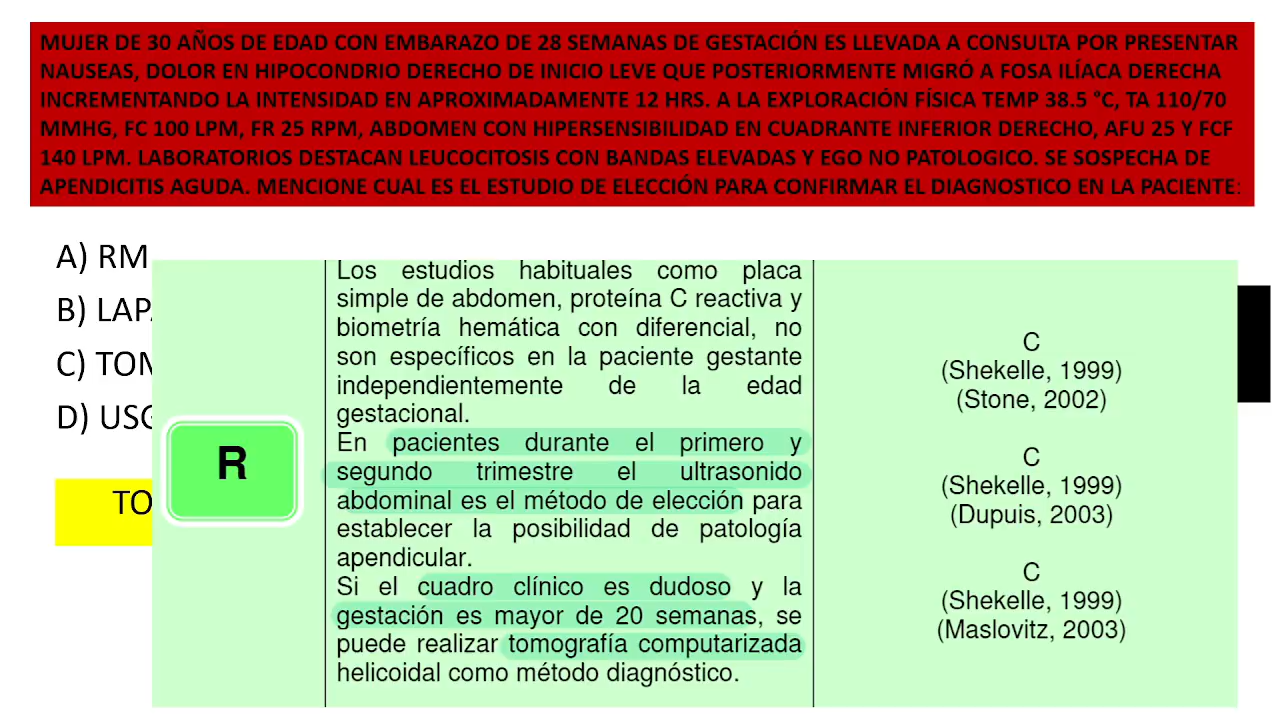 MUJER DE 30 AÑOS DE EDAD CON EMBARAZO DE 28 SEMANAS DE GESTACIÓN ES LLEVADA A CONSULTA POR PRESENTAR
NAUSEAS, DOLOR EN HIPOCONDRIO DERECHO DE INICIO LEVE QUE POSTERIORMENTE MIGRÓ A FOSA ILÍACA DERECHA
INCREMENTANDO LA INTENSIDAD EN APROXIMADAMENTE 12 HRS. A LA EXPLORACIÓN FÍSICA TEMP 38.5 °C, TA 110/70
MMHG, FC 100 LPM, FR 25 RPM, ABDOMEN CON HIPERSENSIBILIDAD EN CUADRANTE INFERIOR DERECHO, AFU 25 Y FCF
140 LPM. LABORATORIOS DESTACAN LEUCOCITOSIS CON BANDAS ELEVADAS Y EGO NO PATOLOGICO. SE SOSPECHA DE
APENDICITIS AGUDA. MENCIONE CUAL ES EL ESTUDIO DE ELECCIÓN PARA CONFIRMAR EL DIAGNOSTICO EN LA PACIENTE:
A) RM
B) LAP
C) TOM
D) USG
TO
R
Los estudios habituales como placa
simple de abdomen, proteína C reactiva y
biometría hemática con diferencial, no
son específicos en la paciente gestante
independientemente de la edad
gestacional.
En pacientes durante el primero y
segundo trimestre el ultrasonido
abdominal es el método de elección para
establecer la posibilidad de patología
apendicular.
Si el cuadro clínico es dudoso y la
gestación es mayor de 20 semanas, se
puede realizar tomografía computarizada
helicoidal como método diagnóstico.
C
(Shekelle, 1999)
(Stone, 2002)
C
(Shekelle, 1999)
(Dupuis, 2003)
C
(Shekelle, 1999)
(Maslovitz, 2003)